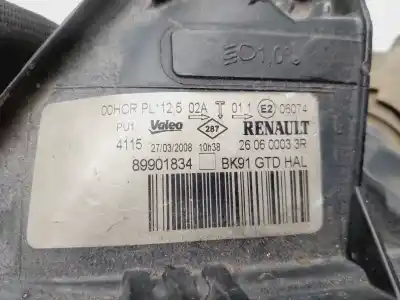 1.0%
00HCR PL*12.5 02A 01 1 E2 06074
PU1 Valeo 287 RENAULT
4115 27/03/2008 10h38 26 06 0003 3R
89901834 BK91 GTD HAL